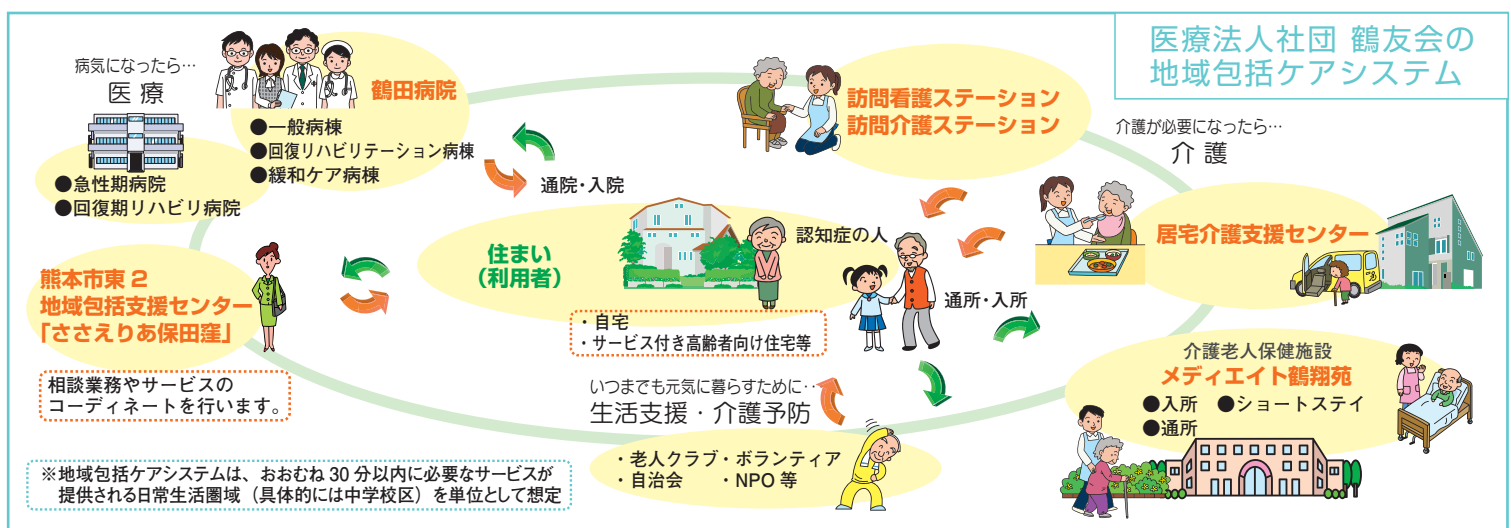 医療法人社団 鶴友会の
地域包括ケアシステム
病気になったら…
医療
鶴田病院
●一般病棟
●回復リハビリテーション病棟
●緩和ケア病棟
●急性期病院
●回復期リハビリ病院
通院・入院
訪問看護ステーション
訪問介護ステーション
介護が必要になったら…
介護
居宅介護支援センター
住まい
（利用者）
認知症の人
・自宅
・サービス付き高齢者向け住宅等
通所・入所
熊本市東2
地域包括支援センター
「ささえりあ保田窪」
相談業務やサービスの
コーディネートを行います。
介護老人保健施設
メディエイト鶴翔苑
●入所 ●ショートステイ
●通所
いつまでも元気に暮らすために‥
生活支援・介護予防
・老人クラブ・ボランティア
・自治会 ・NPO 等
※地域包括ケアシステムは、おおむね30分以内に必要なサービスが
提供される日常生活圏域（具体的には中学校区）を単位として想定